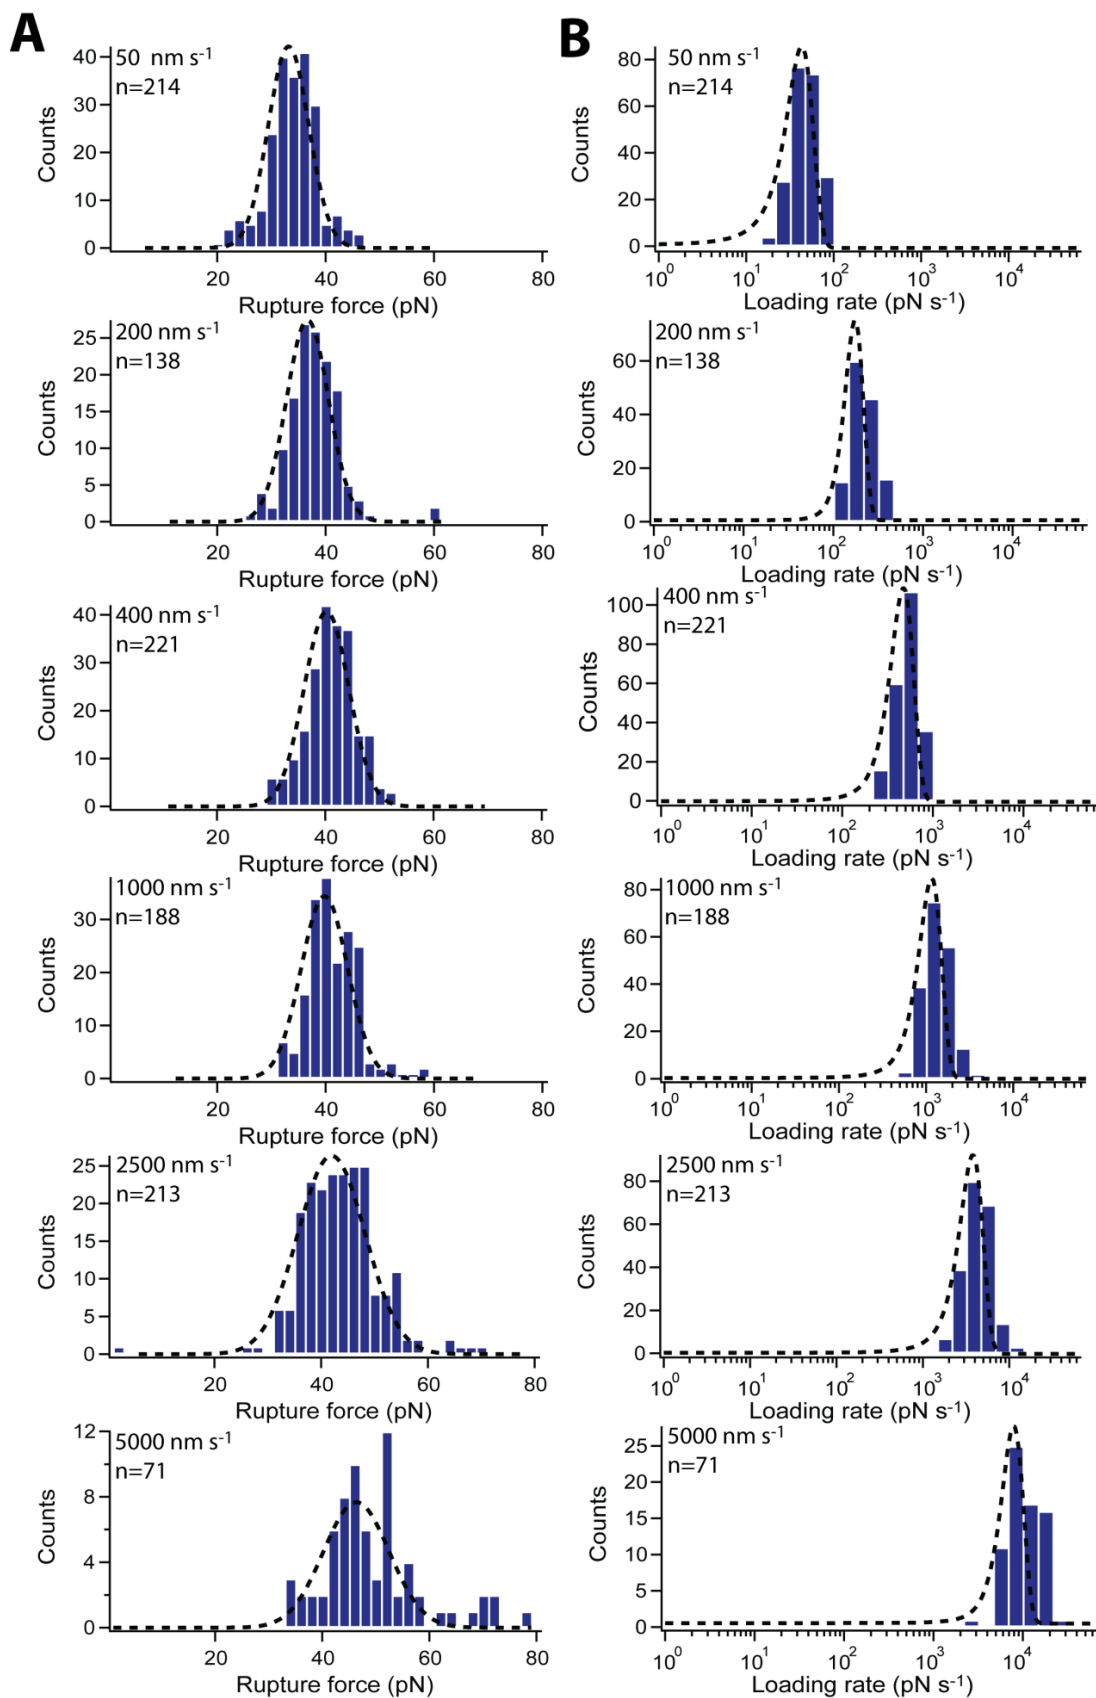 A
B
50 nm s⁻¹
n=214
Counts
40
30
20
10
0
20 40 60 80
Rupture force (pN)
50 nm s⁻¹
n=214
Counts
80
60
40
20
0
10⁰ 10¹ 10² 10³ 10⁴
Loading rate (pN s⁻¹)
200 nm s⁻¹
n=138
Counts
25
20
15
10
5
0
20 40 60 80
Rupture force (pN)
200 nm s⁻¹
n=138
Counts
60
40
20
0
10⁰ 10¹ 10² 10³ 10⁴
Loading rate (pN s⁻¹)
400 nm s⁻¹
n=221
Counts
40
30
20
10
0
20 40 60 80
Rupture force (pN)
400 nm s⁻¹
n=221
Counts
100
80
60
40
20
0
10⁰ 10¹ 10² 10³ 10⁴
Loading rate (pN s⁻¹)
1000 nm s⁻¹
n=188
Counts
30
20
10
0
20 40 60 80
Rupture force (pN)
1000 nm s⁻¹
n=188
Counts
80
60
40
20
0
10⁰ 10¹ 10² 10³ 10⁴
Loading rate (pN s⁻¹)
2500 nm s⁻¹
n=213
Counts
25
20
15
10
5
0
20 40 60 80
Rupture force (pN)
2500 nm s⁻¹
n=213
Counts
80
60
40
20
0
10⁰ 10¹ 10² 10³ 10⁴
Loading rate (pN s⁻¹)
5000 nm s⁻¹
n=71
Counts
12
8
4
0
20 40 60 80
Rupture force (pN)
5000 nm s⁻¹
n=71
Counts
25
20
15
10
5
0
10⁰ 10¹ 10² 10³ 10⁴
Loading rate (pN s⁻¹)